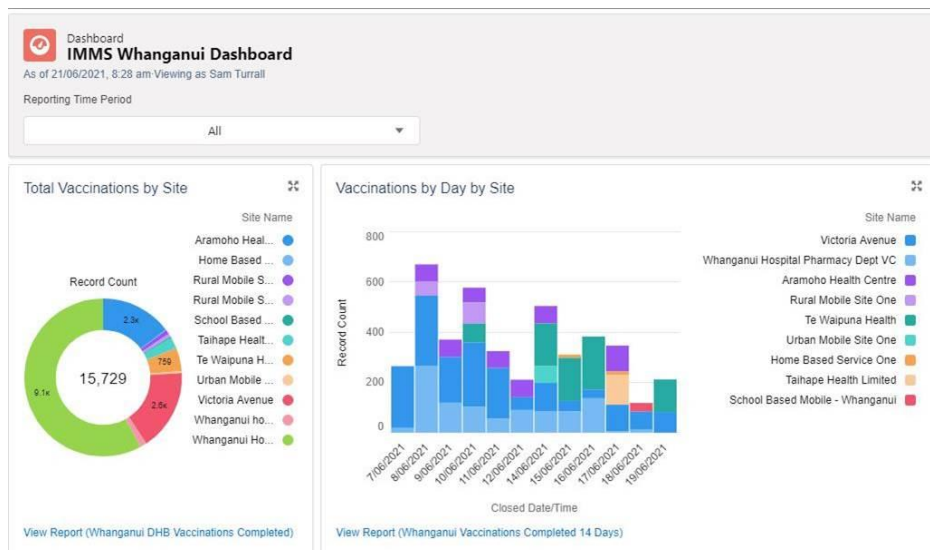 Dashboard
IMMS Whanganui Dashboard
As of 21/06/2021, 8:28 am·Viewing as Sam Turrall
Reporting Time Period
All
Total Vaccinations by Site
Site Name
Aramoho Heal...
Home Based ...
Rural Mobile S...
Rural Mobile S...
School Based ...
Taihape Healt...
Te Waipuna H...
Urban Mobile ...
Victoria Avenue
Whanganui ho...
Whanganui Ho...
Record Count
2.3k
759
2.6k
9.1k
15,729
View Report (Whanganui DHB Vaccinations Completed)
Vaccinations by Day by Site
Record Count
800
600
400
200
0
7/06/2021
8/06/2021
9/06/2021
10/06/2021
11/06/2021
12/06/2021
14/06/2021
15/06/2021
16/06/2021
17/06/2021
18/06/2021
19/06/2021
Closed Date/Time
Site Name
Victoria Avenue
Whanganui Hospital Pharmacy Dept VC
Aramoho Health Centre
Rural Mobile Site One
Te Waipuna Health
Urban Mobile Site One
Home Based Service One
Taihape Health Limited
School Based Mobile - Whanganui
View Report (Whanganui Vaccinations Completed 14 Days)